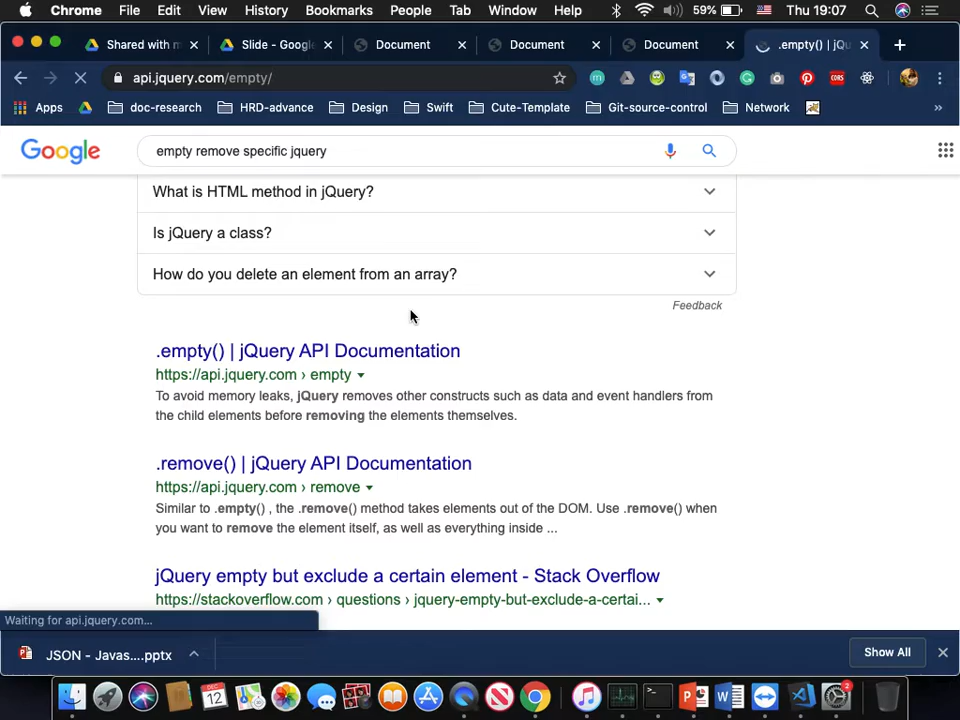 Chrome File Edit View History Bookmarks People Tab Window Help 59% Thu 19:07
Shared with m Slide - Google Document Document Document .empty() | jQu
api.jquery.com/empty/
Apps doc-research HRD-advance Design Swift Cute-Template Git-source-control Network »
Google empty remove specific jquery
What is HTML method in jQuery?
Is jQuery a class?
How do you delete an element from an array?
Feedback
.empty() | jQuery API Documentation
https://api.jquery.com › empty
To avoid memory leaks, jQuery removes other constructs such as data and event handlers from
the child elements before removing the elements themselves.
.remove() | jQuery API Documentation
https://api.jquery.com › remove
Similar to .empty() , the .remove() method takes elements out of the DOM. Use .remove() when
you want to remove the element itself, as well as everything inside ...
jQuery empty but exclude a certain element - Stack Overflow
https://stackoverflow.com › questions › jquery-empty-but-exclude-a-certai...
Waiting for api.jquery.com...
JSON - Javas....pptx Show All